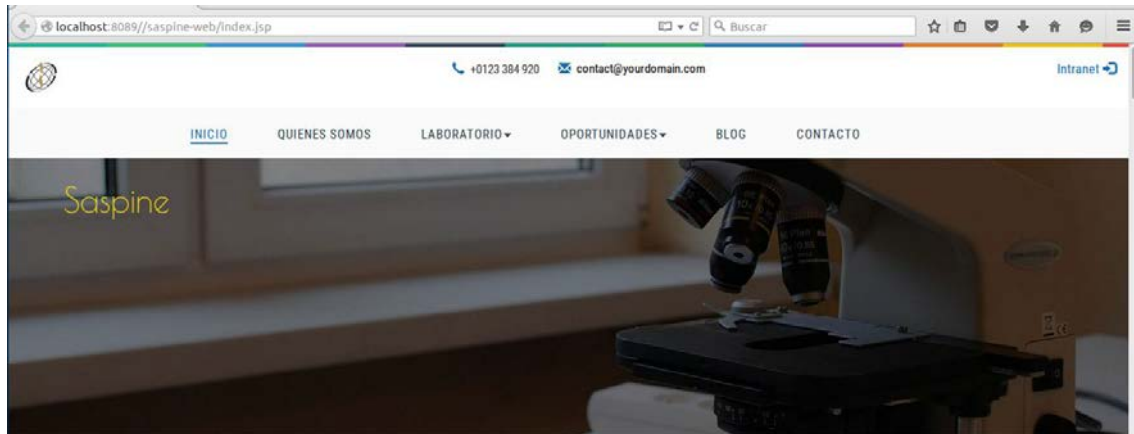 localhost:8089//saspine-web/index.jsp Buscar
+0123 384 920 contact@yourdomain.com Intranet
INICIO QUIENES SOMOS LABORATORIO OPORTUNIDADES BLOG CONTACTO
Saspine
10x